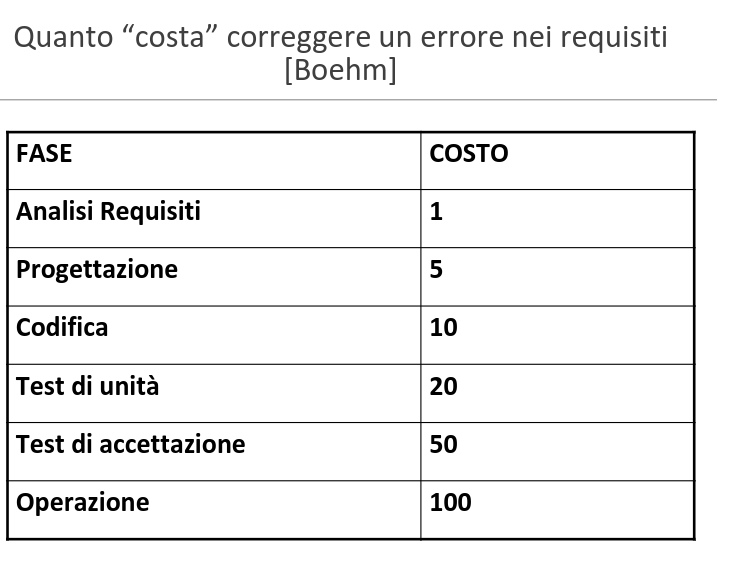 Quanto “costa” correggere un errore nei requisiti
[Boehm]
FASE COSTO
Analisi Requisiti 1
Progettazione 5
Codifica 10
Test di unità 20
Test di accettazione 50
Operazione 100